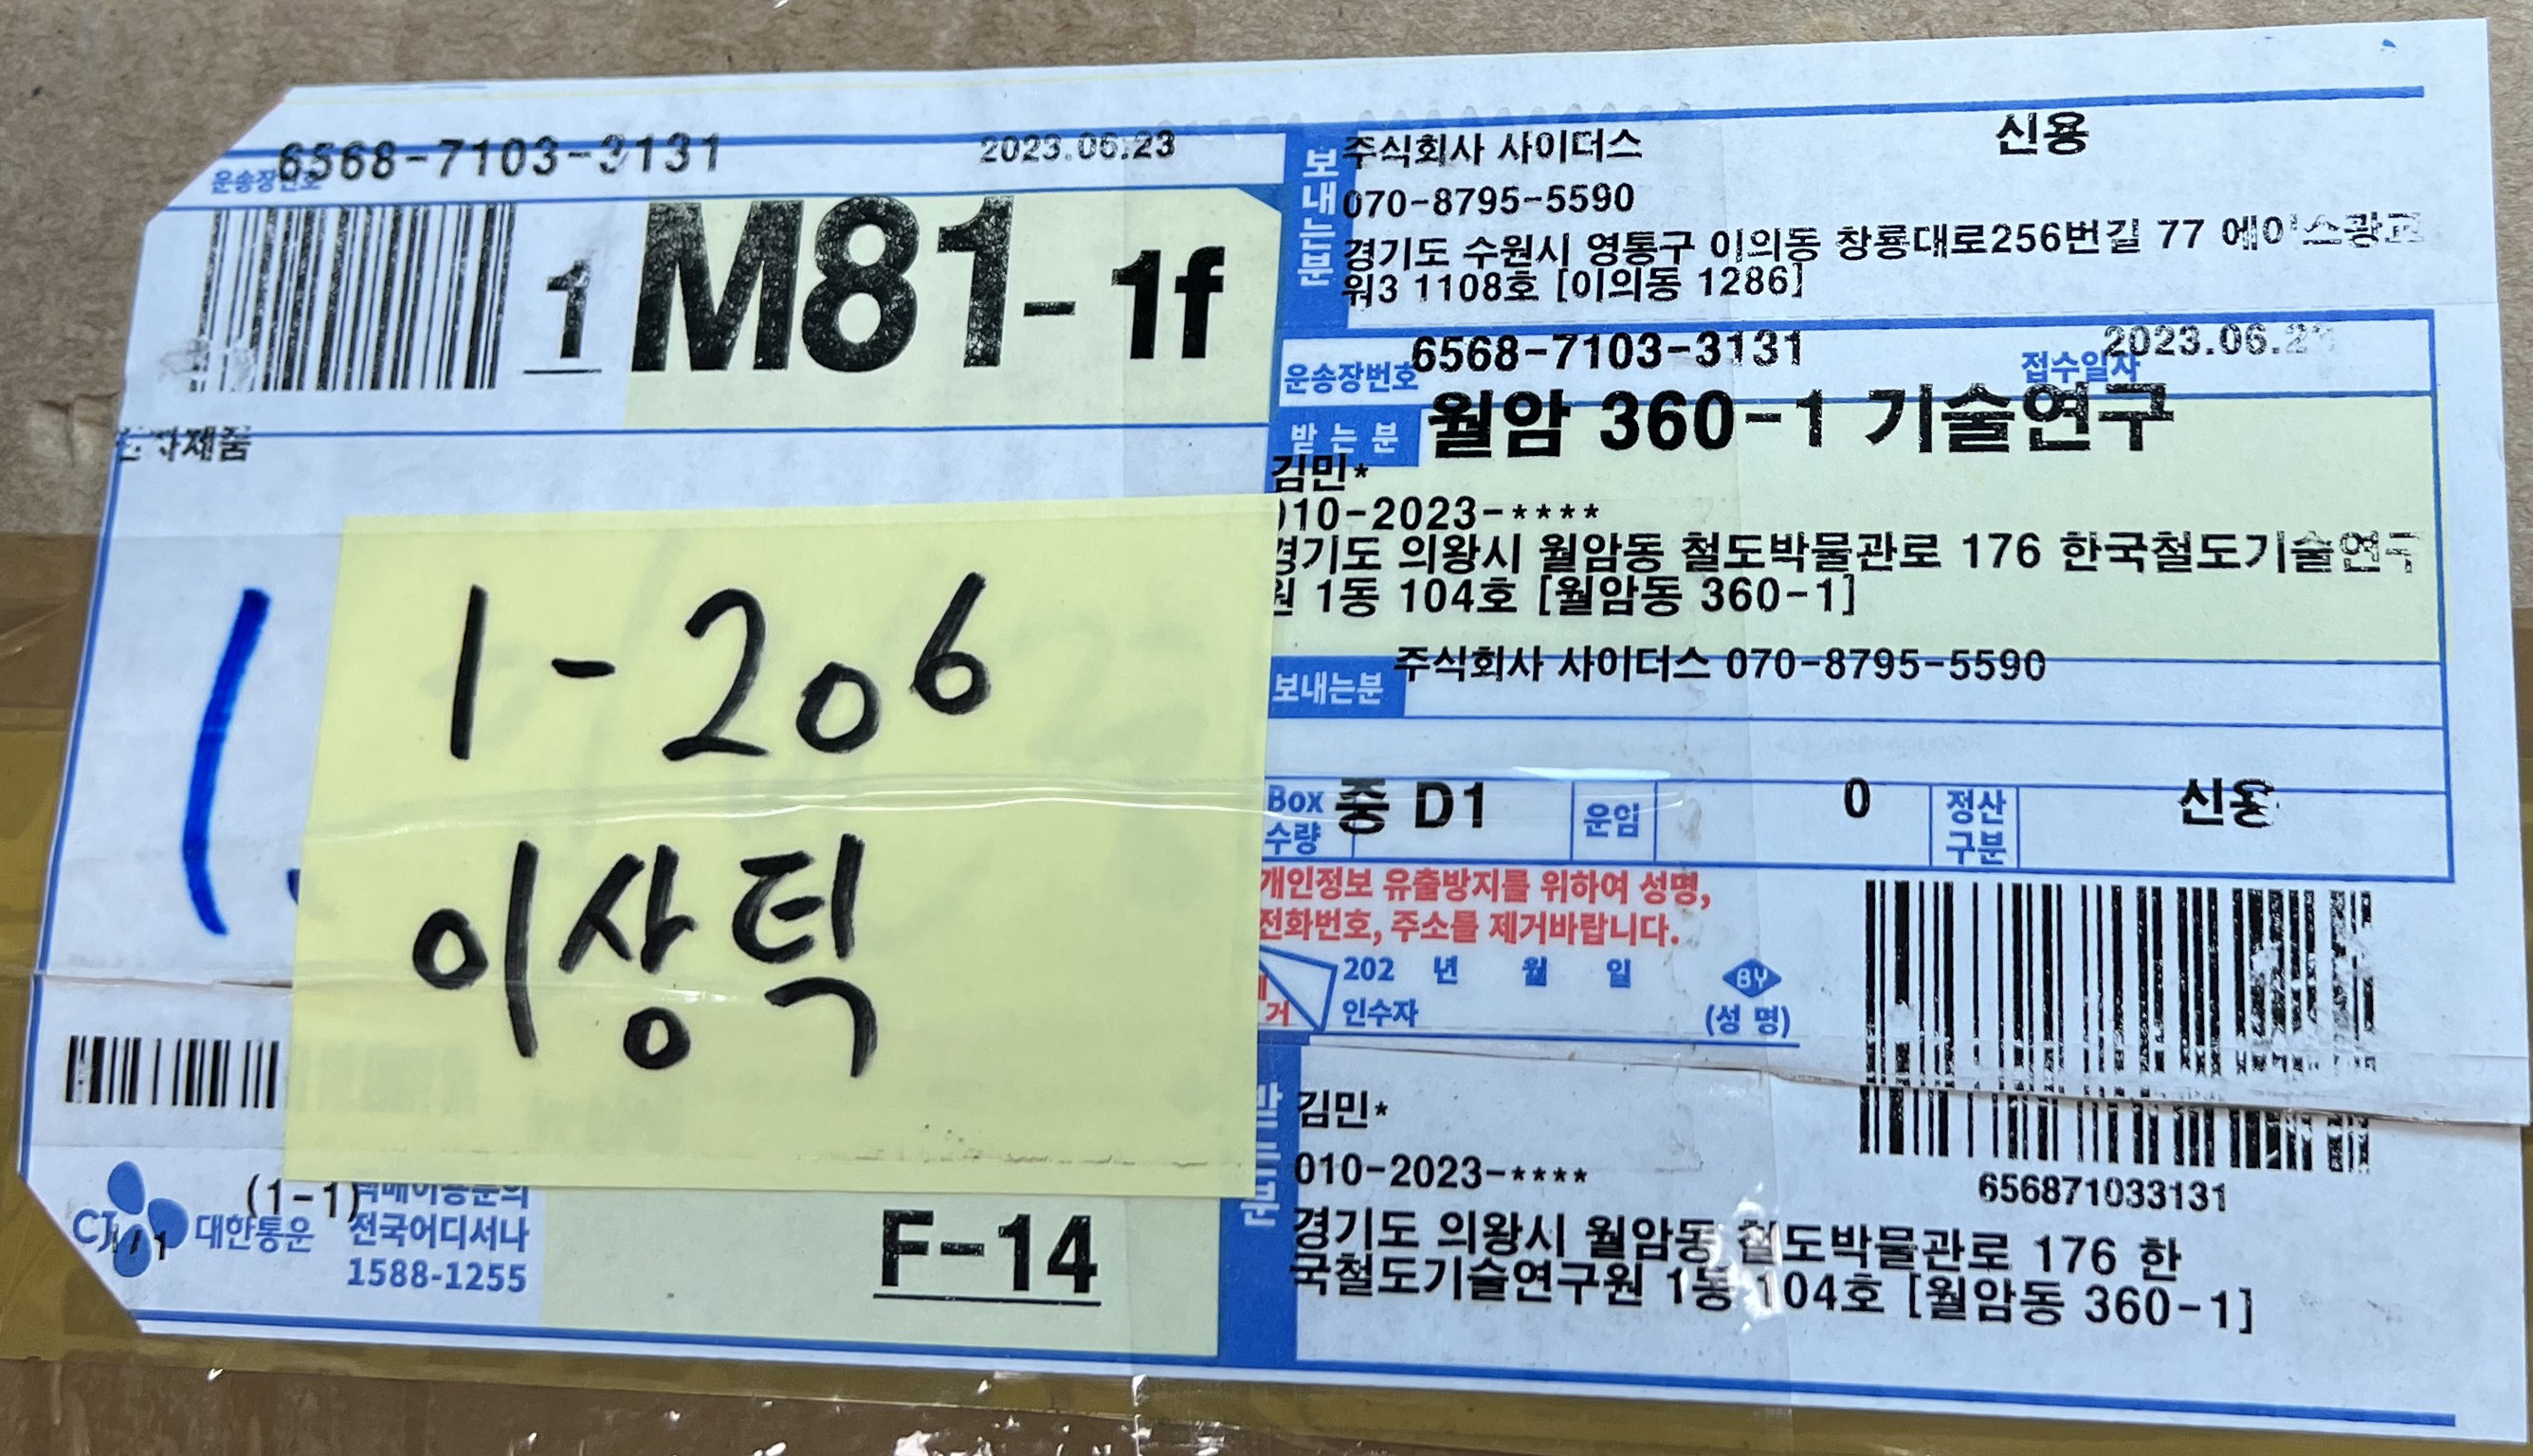 6568-7103-3131
2023.06.23
운송장번호
1 M81-1f
1-206
이상턱
(1-1)
CJ 대한통운
전국어디서나
1588-1255
F-14
보내는분
주식회사 사이더스
신용
070-8795-5590
경기도 수원시 영통구 이의동 창룡대로256번길 77 에이스광교
워3 1108호 [이의동 1286]
운송장번호 6568-7103-3131
접수일자 2023.06.23
받는분 월암 360-1 기술연구
김민*
010-2023-****
경기도 의왕시 월암동 철도박물관로 176 한국철도기술연구
원 1동 104호 [월암동 360-1]
보내는분 주식회사 사이더스 070-8795-5590
Box 수량 중 D1 운임 0 정산 구분 신용
개인정보 유출방지를 위하여 성명,
전화번호, 주소를 제거바랍니다.
202 년 월 일
인수자 BY (성 명)
656871033131
받는분
김민*
010-2023-****
경기도 의왕시 월암동 철도박물관로 176 한
국철도기술연구원 1동 104호 [월암동 360-1]